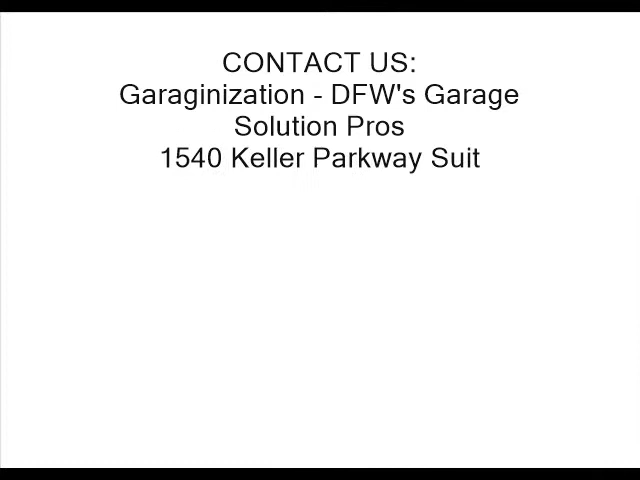 CONTACT US:
Garaginization - DFW's Garage
Solution Pros
1540 Keller Parkway Suit